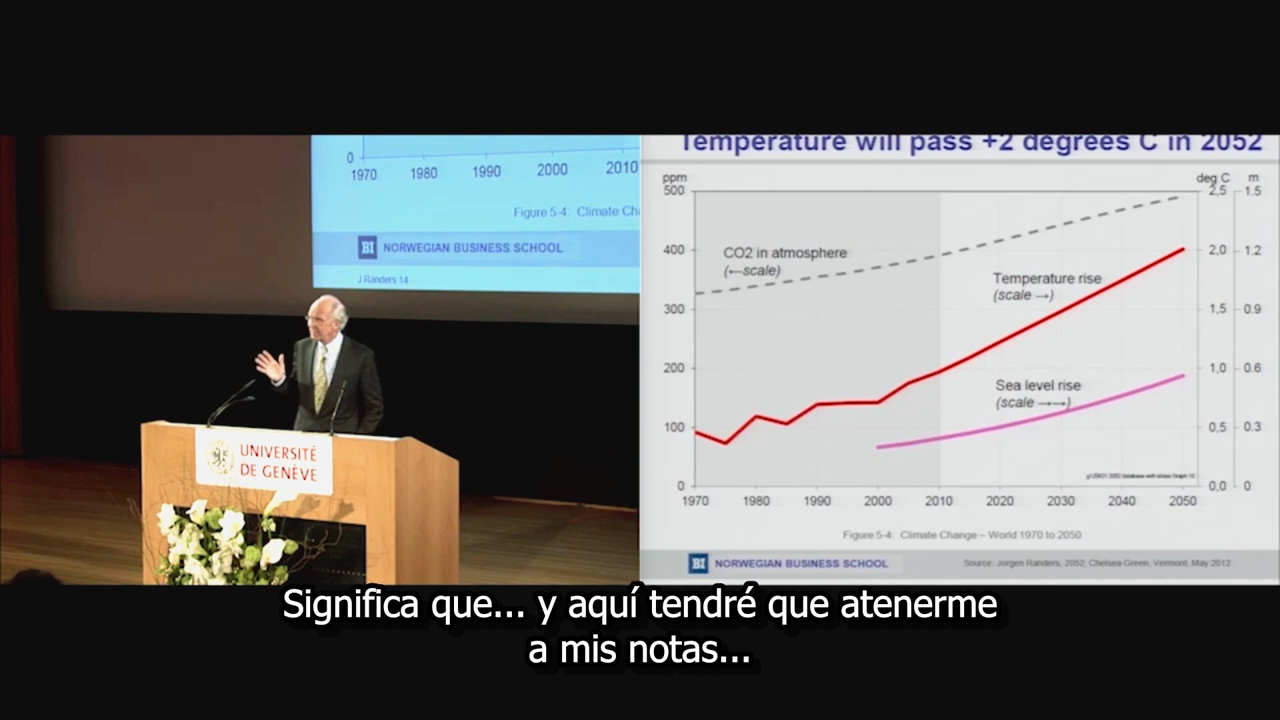 0
1970 1980 1990 2000 2010
Figure 5-4: Climate Cha
BI NORWEGIAN BUSINESS SCHOOL
J Randers 14
UNIVERSITÉ
DE GENÈVE
Temperature will pass +2 degrees C in 2052
ppm deg C m
500 2,5 1.5
400 2.0 1.2
300 1,5 0.9
200 1,0 0.6
100 0,5 0.3
0 0,0 0
CO2 in atmosphere
(←scale)
Temperature rise
(scale →)
Sea level rise
(scale →→)
1970 1980 1990 2000 2010 2020 2030 2040 2050
Figure 5-4: Climate Change – World 1970 to 2050
BI NORWEGIAN BUSINESS SCHOOL
Source: Jorgen Randers, 2052, Chelsea Green, Vermont, May 2012
Significa que... y aquí tendré que atenerme
a mis notas...